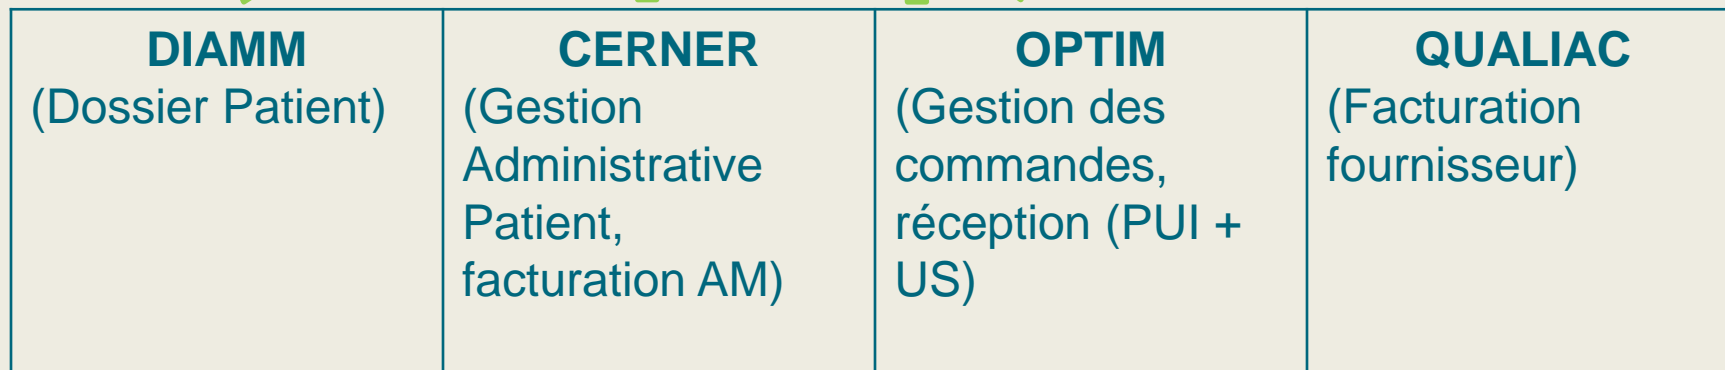 DIAMM
(Dossier Patient)
CERNER
(Gestion
Administrative
Patient,
facturation AM)
OPTIM
(Gestion des
commandes,
réception (PUI +
US)
QUALIAC
(Facturation
fournisseur)